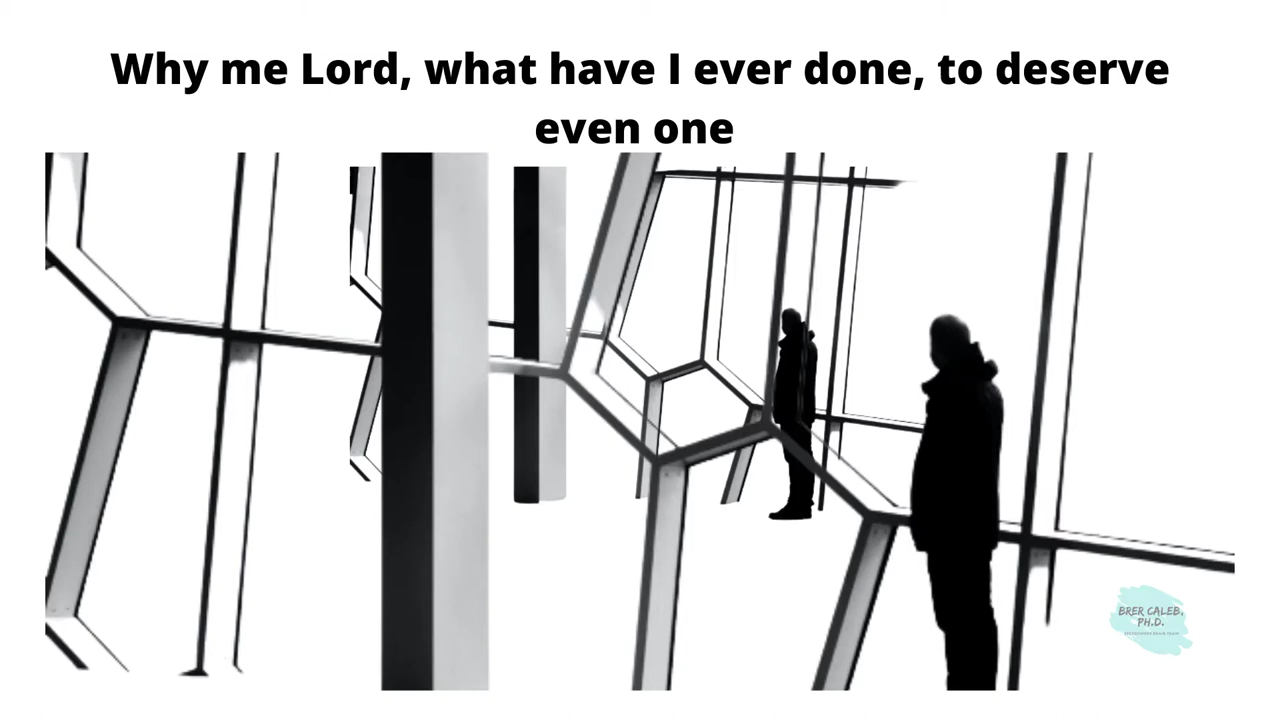 Why me Lord, what have I ever done, to deserve
even one
BRER CALEB,
PH.D.